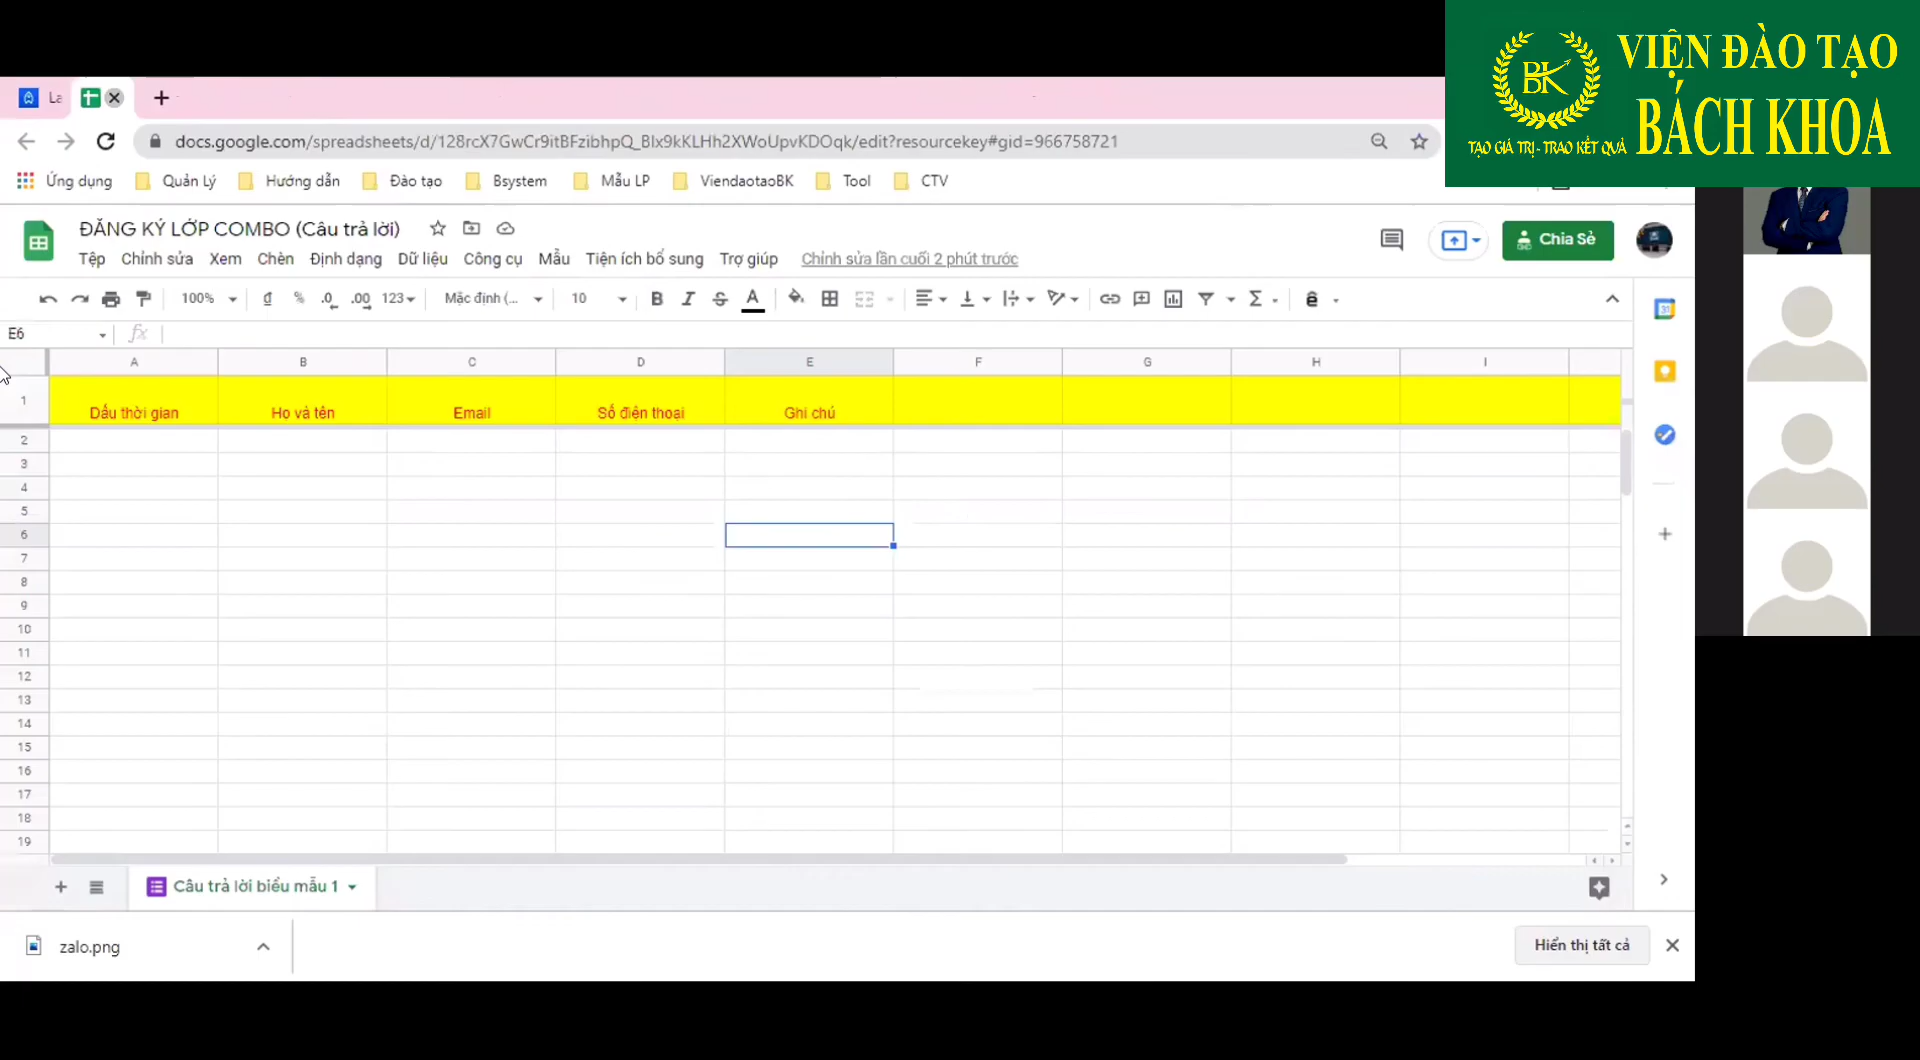 VIỆN ĐÀO TẠO
BÁCH KHOA
BK
TẠO GIÁ TRỊ - TRAO KẾT QUẢ
La
docs.google.com/spreadsheets/d/128rcX7GwCr9itBFzibhpQ_BIx9kKLHh2XWoUpvKDOqk/edit?resourcekey#gid=966758721
Ứng dụng Quản Lý Hướng dẫn Đào tạo Bsystem Mẫu LP ViendaotaoBK Tool CTV
ĐĂNG KÝ LỚP COMBO (Câu trả lời)
Chia Sẻ
Tệp Chỉnh sửa Xem Chèn Định dạng Dữ liệu Công cụ Mẫu Tiện ích bổ sung Trợ giúp Chỉnh sửa lần cuối 2 phút trước
100% đ % .0 .00 123 Mặc định (... 10 B I S A Σ ê
E6 fx
A B C D E F G H I
1 Dấu thời gian Họ và tên Email Số điện thoại Ghi chú
2
3
4
5
6
7
8
9
10
11
12
13
14
15
16
17
18
19
Câu trả lời biểu mẫu 1
zalo.png
Hiển thị tất cả